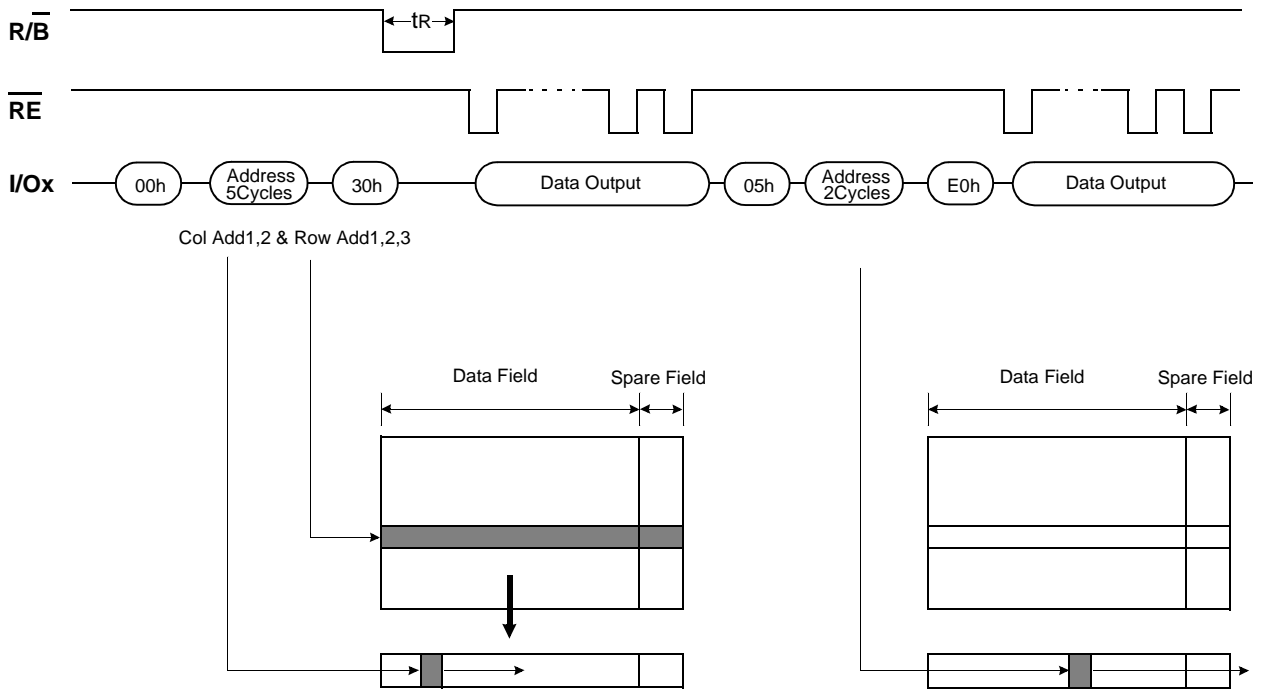 R/B̅
tR
R̅E̅
I/Ox
00h
Address
5Cycles
30h
Data Output
05h
Address
2Cycles
E0h
Data Output
Col Add1,2 & Row Add1,2,3
Data Field
Spare Field
Data Field
Spare Field